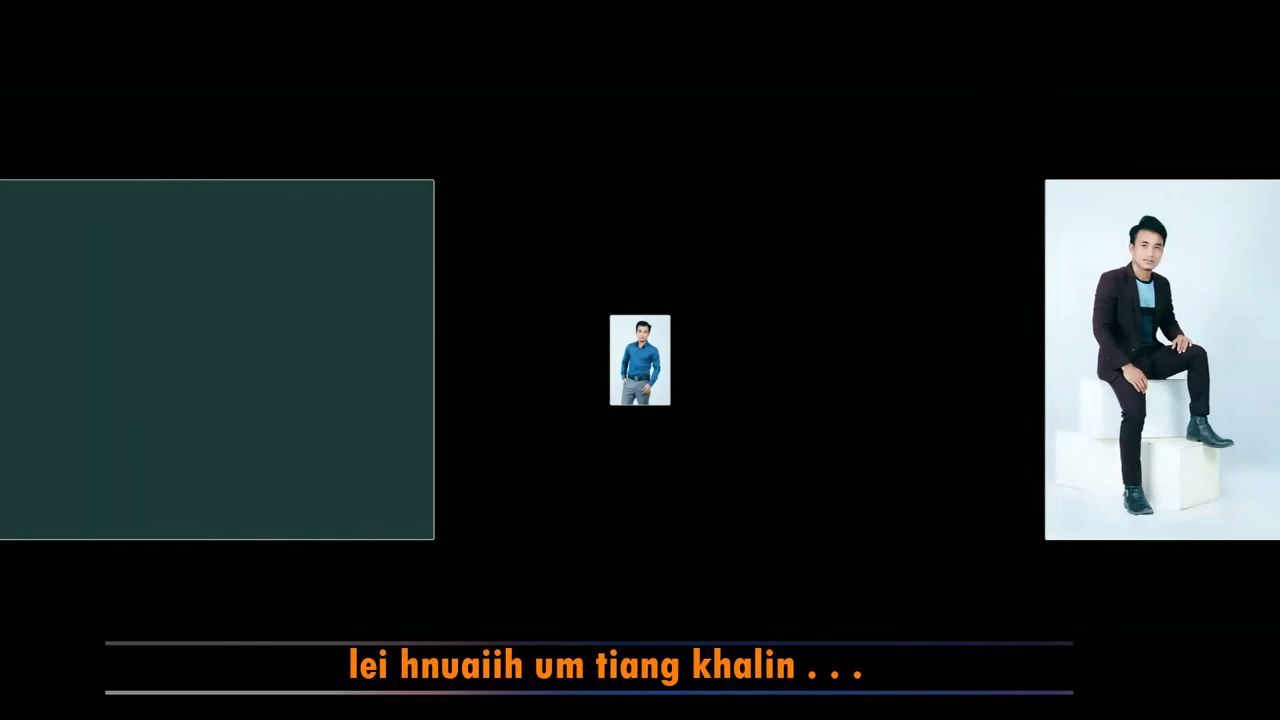 lei hnuaiih um tiang khalin . . .